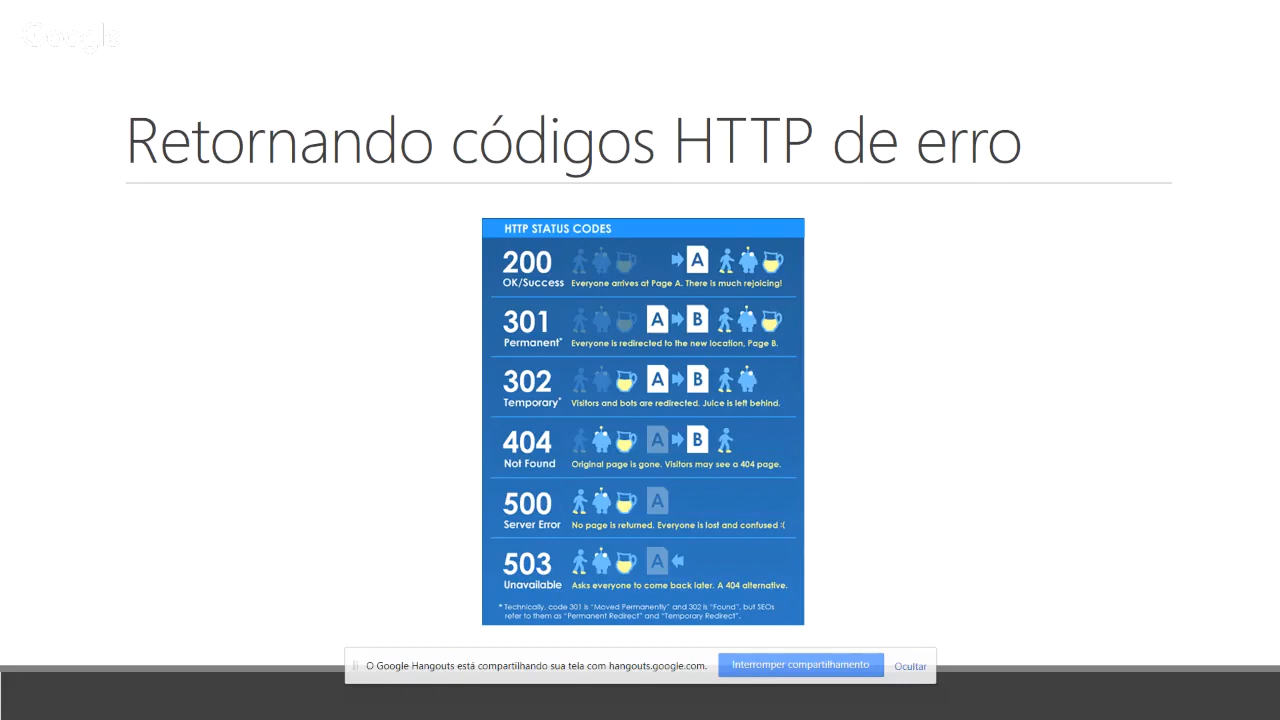 Google
Retornando códigos HTTP de erro
HTTP STATUS CODES
200
A
OK/Success
Everyone arrives at Page A. There is much rejoicing!
301
A
B
Permanent*
Everyone is redirected to the new location, Page B.
302
A
B
Temporary*
Visitors and bots are redirected. Juice is left behind.
404
A
B
Not Found
Original page is gone. Visitors may see a 404 page.
500
A
Server Error
No page is returned. Everyone is lost and confused :(
503
A
Unavailable
Asks everyone to come back later. A 404 alternative.
* Technically, code 301 is "Moved Permanently" and 302 is "Found", but SEOs
refer to them as "Permanent Redirect" and "Temporary Redirect".
O Google Hangouts está compartilhando sua tela com hangouts.google.com.
Interromper compartilhamento
Ocultar